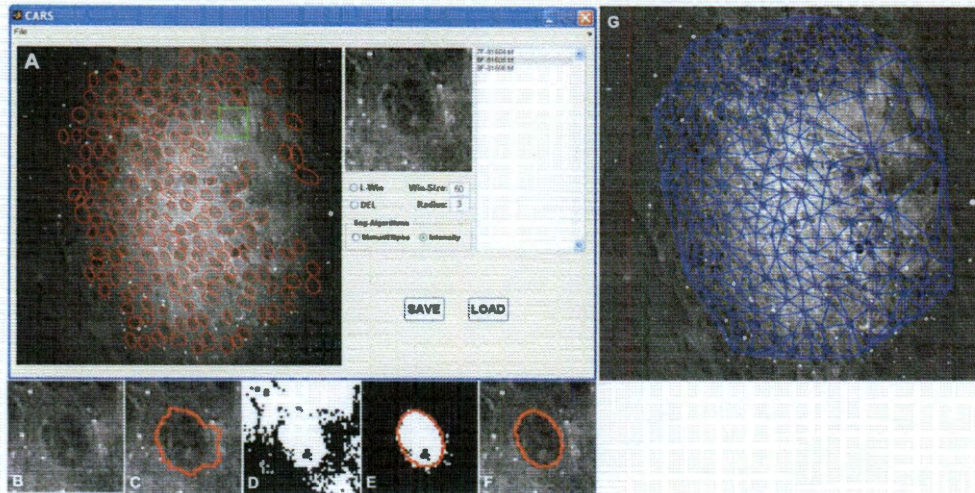 CARS
File
A
I-Win
Win-Size: 60
DEL
Radius: 3
Seg-Algorithms
Intensity
SAVE
LOAD
G
B
C
D
E
F